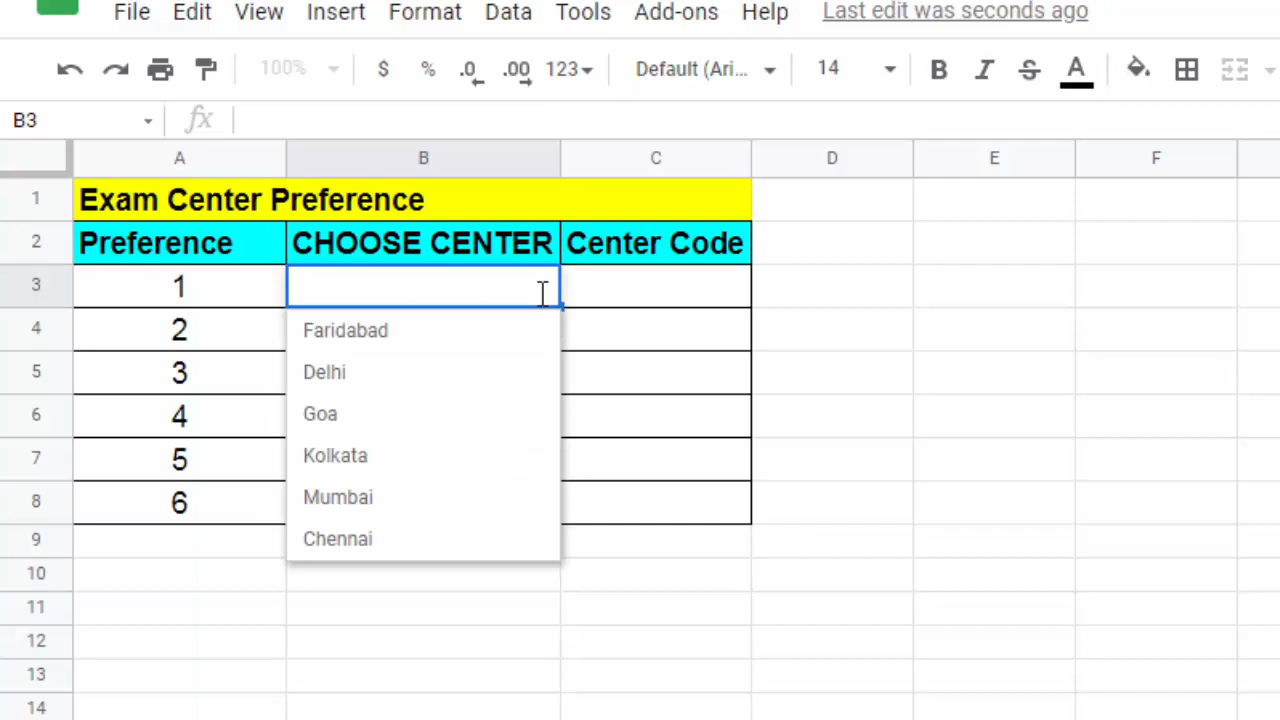 File Edit View Insert Format Data Tools Add-ons Help Last edit was seconds ago
100% $ % .0 .00 123 Default (Ari... 14 B I S A
B3 fx
A B C D E F
1 Exam Center Preference
2 Preference CHOOSE CENTER Center Code
3 1
4 2 Faridabad
5 3 Delhi
6 4 Goa
7 5 Kolkata
8 6 Mumbai
9 Chennai
10
11
12
13
14